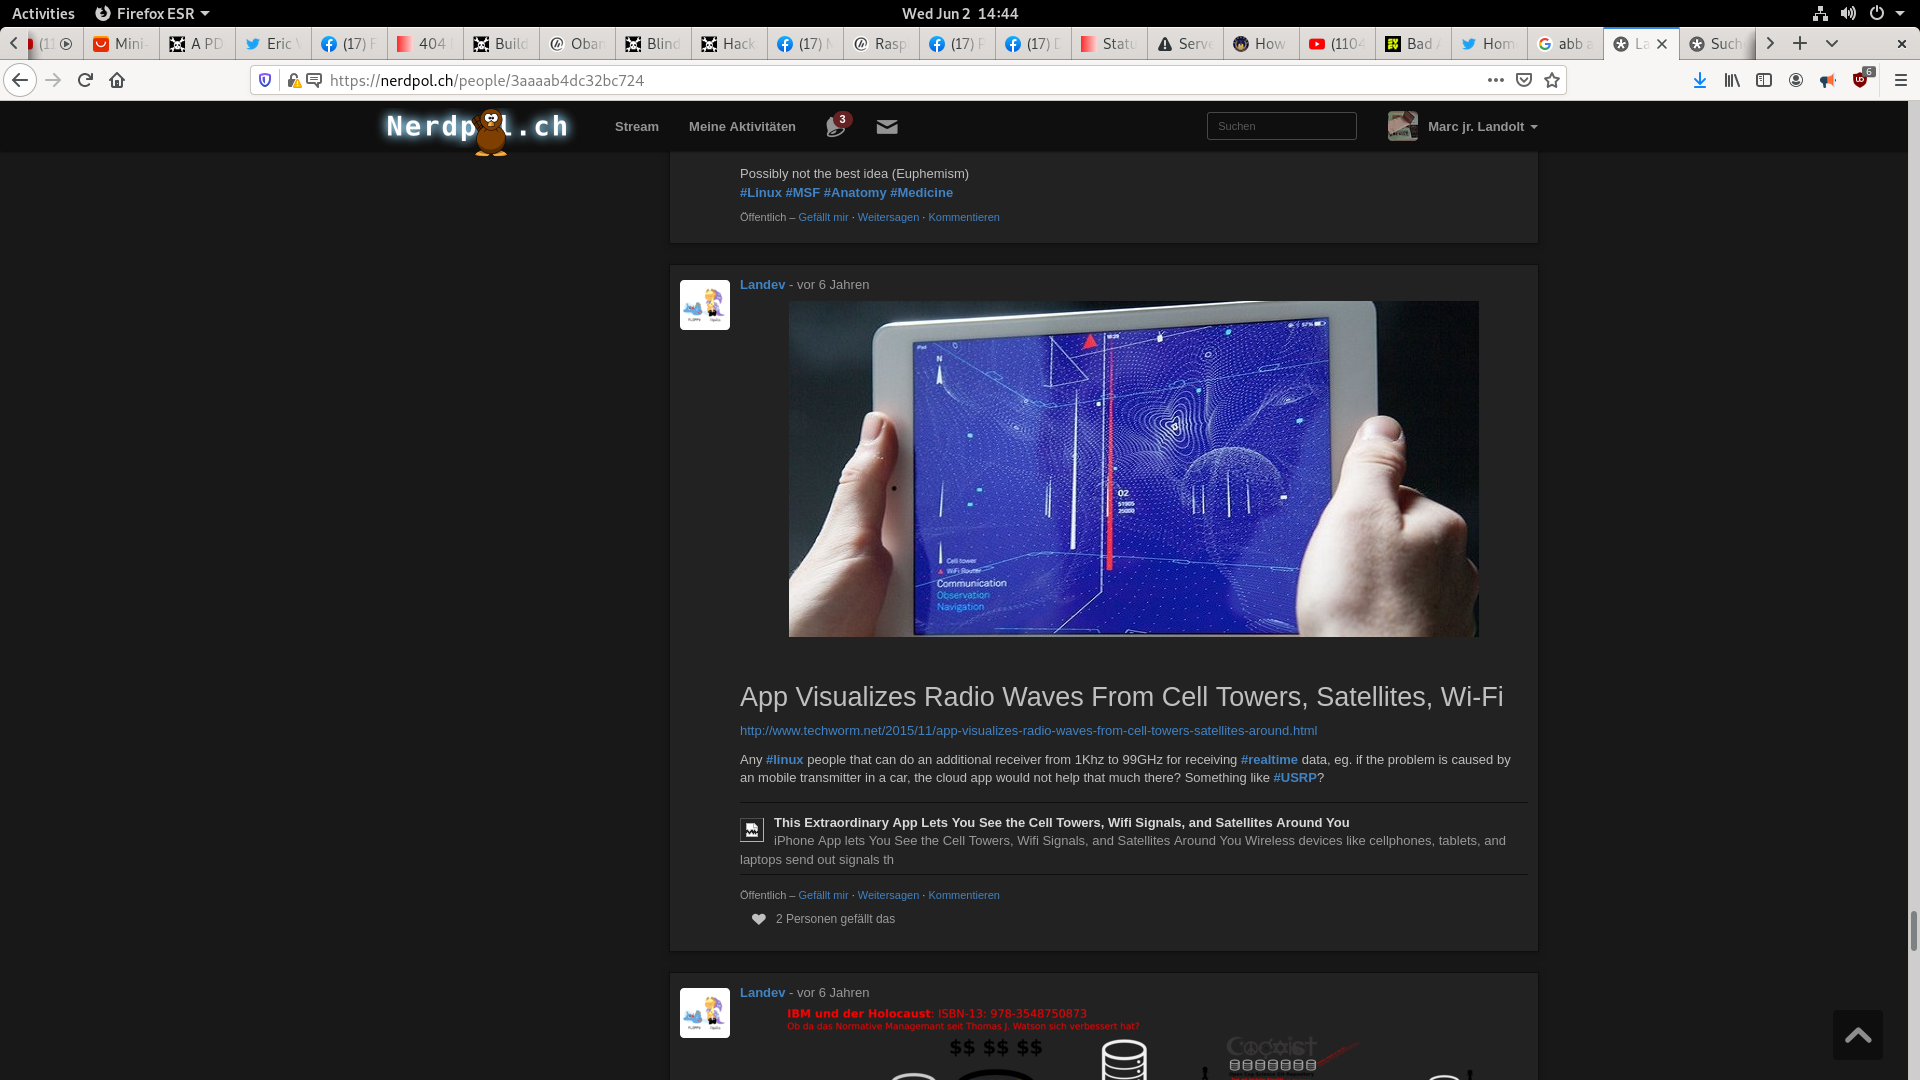 Activities Firefox ESR Wed Jun 2 14:44
(11 Mini- A PD Eric (17) F 404 Build Obar Blind Hack (17) M Rasp (17) P (17) D Statu Serve How (1104 Bad A Hom abb a La Such
https://nerdpol.ch/people/3aaaab4dc32bc724 6
Nerdpol.ch Stream Meine Aktivitäten 3 Suchen Marc jr. Landolt
Possibly not the best idea (Euphemism)
#Linux #MSF #Anatomy #Medicine
Öffentlich – Gefällt mir · Weitersagen · Kommentieren
Landev - vor 6 Jahren
iPad 57%
N
02
51905
25000
Cell tower
WiFi Router
Communication
Observation
Navigation
App Visualizes Radio Waves From Cell Towers, Satellites, Wi-Fi
http://www.techworm.net/2015/11/app-visualizes-radio-waves-from-cell-towers-satellites-around.html
Any #linux people that can do an additional receiver from 1Khz to 99GHz for receiving #realtime data, eg. if the problem is caused by
an mobile transmitter in a car, the cloud app would not help that much there? Something like #USRP?
This Extraordinary App Lets You See the Cell Towers, Wifi Signals, and Satellites Around You
iPhone App lets You See the Cell Towers, Wifi Signals, and Satellites Around You Wireless devices like cellphones, tablets, and
laptops send out signals th
Öffentlich – Gefällt mir · Weitersagen · Kommentieren
2 Personen gefällt das
Landev - vor 6 Jahren
IBM und der Holocaust: ISBN-13: 978-3548750873
Ob da das Normative Managemant seit Thomas J. Watson sich verbessert hat?
$$ $$ $$